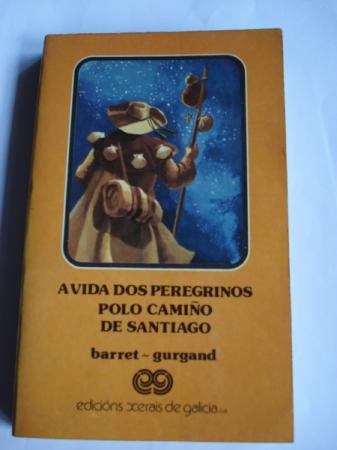 A VIDA DOS PEREGRINOS
POLO CAMIÑO
DE SANTIAGO
barret - gurgand
edicións xerais de galicia, s.a.